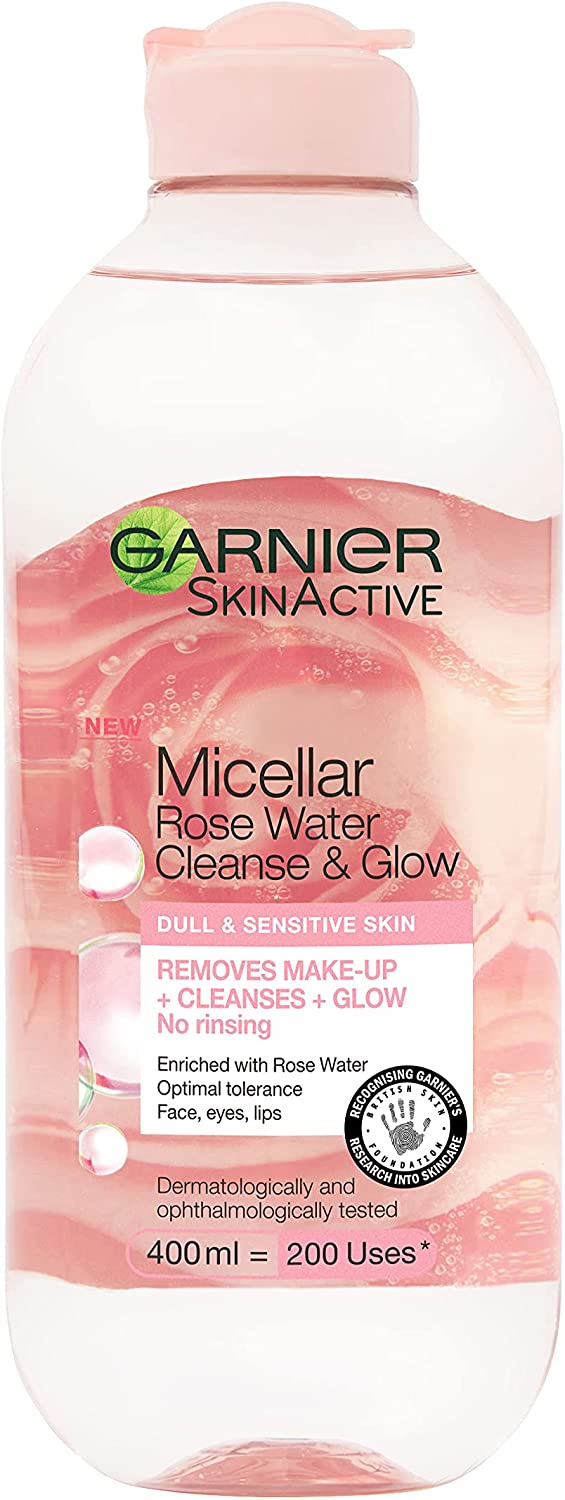 GARNIER
SKINACTIVE
NEW
Micellar
Rose Water
Cleanse & Glow
DULL & SENSITIVE SKIN
REMOVES MAKE-UP
+ CLEANSES + GLOW
No rinsing
Enriched with Rose Water
Optimal tolerance
Face, eyes, lips
RECOGNISING GARNIER'S
BRITISH SKIN
FOUNDATION
RESEARCH INTO SKINCARE
Dermatologically and
ophthalmologically tested
400ml = 200 Uses*